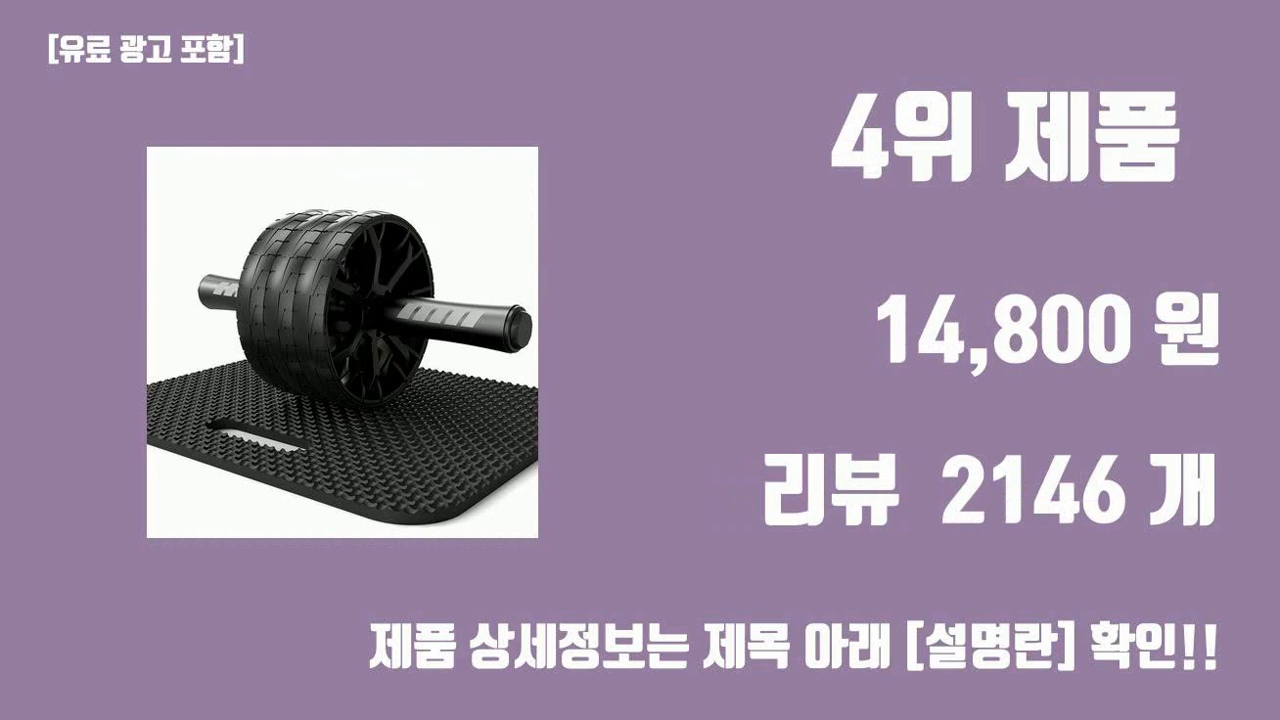 [유료 광고 포함]
4위 제품
14,800 원
리뷰 2146 개
제품 상세정보는 제목 아래 [설명란] 확인!!